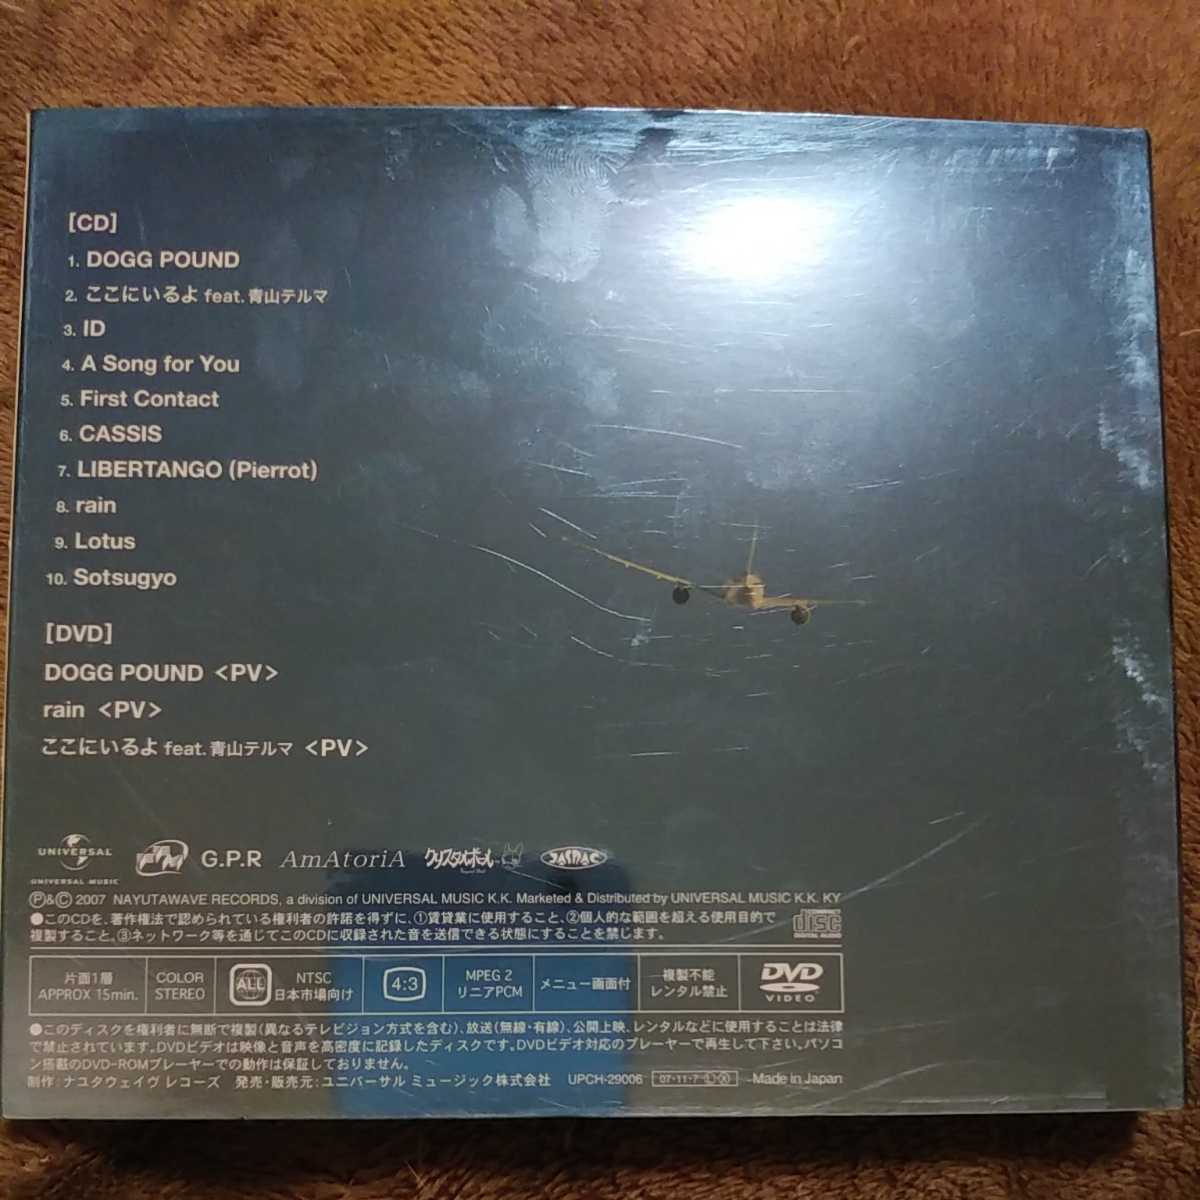 [CD]
1. DOGG POUND
2. ここにいるよ feat. 青山テルマ
3. ID
4. A Song for You
5. First Contact
6. CASSIS
7. LIBERTANGO (Pierrot)
8. rain
9. Lotus
10. Sotsugyo
[DVD]
DOGG POUND <PV>
rain <PV>
ここにいるよ feat. 青山テルマ <PV>
UNIVERSAL
UNIVERSAL MUSIC
G.P.R AmAtoriA クリスタルボーイ JASRAC
Ⓟ&Ⓒ 2007 NAYUTAWAVE RECORDS, a division of UNIVERSAL MUSIC K.K. Marketed & Distributed by UNIVERSAL MUSIC K.K. KY
●このCDを、著作権法で認められている権利者の許諾を得ずに、①賃貸業に使用すること、②個人的な範囲を超える使用目的で
複製すること、③ネットワーク等を通じてこのCDに収録された音を送信できる状態にすることを禁じます。
disc
DIGITAL AUDIO
片面1層
APPROX 15min.
COLOR
STEREO
ALL
NTSC
日本市場向け
4:3
MPEG 2
リニアPCM
メニュー画面付
複製不能
レンタル禁止
DVD
VIDEO
●このディスクを権利者に無断で複製(異なるテレビジョン方式を含む)、放送(無線・有線)、公開上映、レンタルなどに使用することは法律
で禁止されています。DVDビデオは映像と音声を高密度に記録したディスクです。DVDビデオ対応のプレーヤーで再生して下さい。パソコ
ン搭載のDVD-ROMプレーヤーでの動作は保証しておりません。
制作：ナユタウェイヴ レコーズ 発売・販売元：ユニバーサル ミュージック株式会社 UPCH-29006 07・11・7 Ⓛ Ⓧ Made in Japan